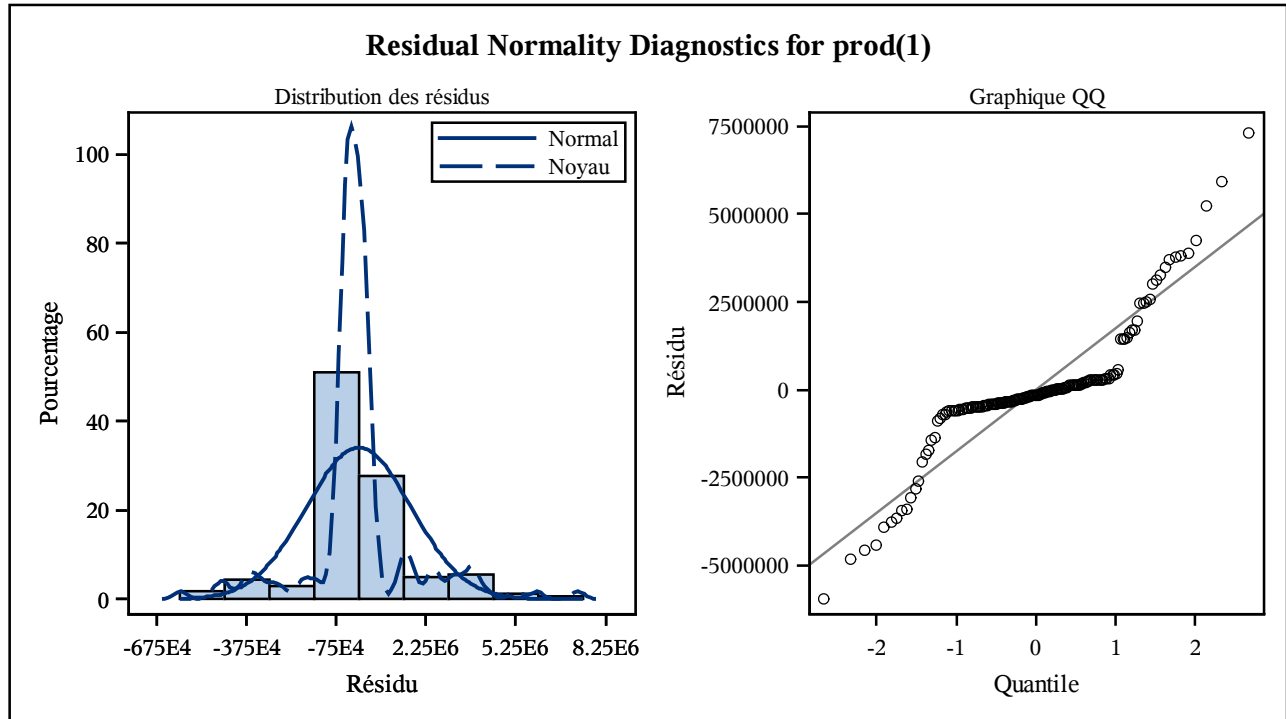 Residual Normality Diagnostics for prod(1)
Distribution des résidus
Normal
Noyau
100
80
60
40
20
0
Pourcentage
-675E4 -375E4 -75E4 2.25E6 5.25E6 8.25E6
Résidu
Graphique QQ
7500000
5000000
2500000
0
-2500000
-5000000
Résidu
-2 -1 0 1 2
Quantile